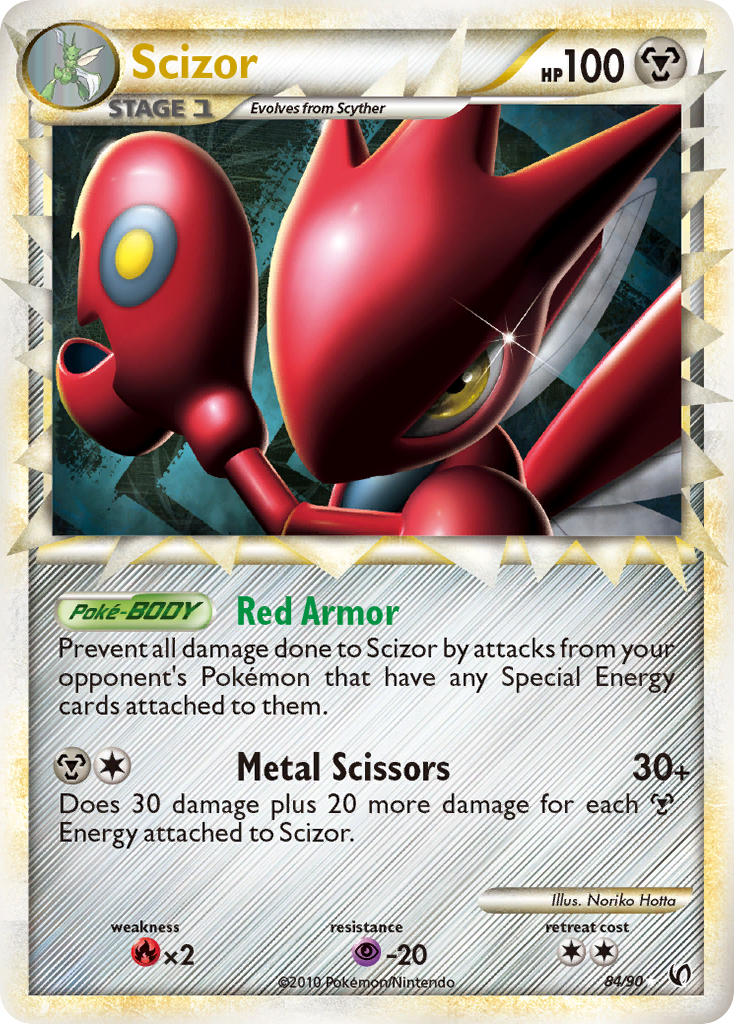 Scizor
HP100
STAGE 1
Evolves from Scyther
Poké-BODY Red Armor
Prevent all damage done to Scizor by attacks from your
opponent's Pokémon that have any Special Energy
cards attached to them.
Metal Scissors 30+
Does 30 damage plus 20 more damage for each
Energy attached to Scizor.
Illus. Noriko Hotta
weakness resistance retreat cost
×2 -20
©2010 Pokémon/Nintendo 84/90